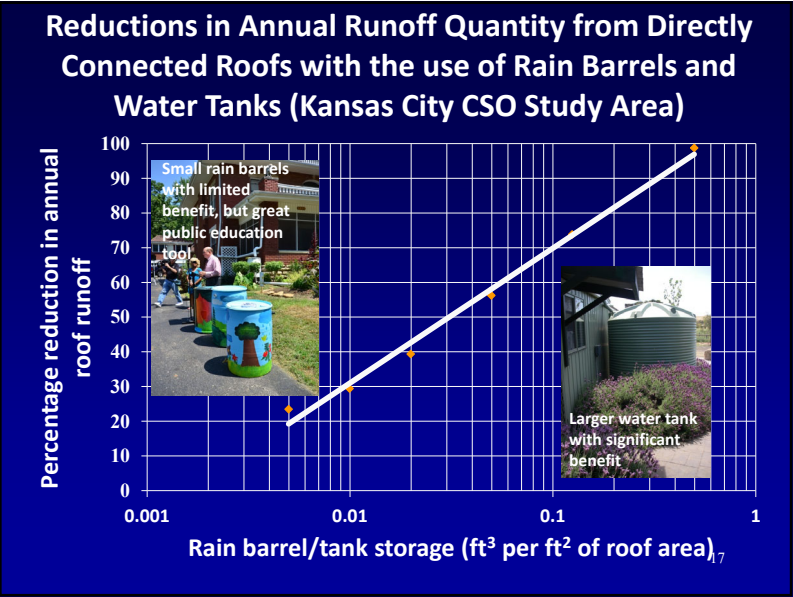 Reductions in Annual Runoff Quantity from Directly
Connected Roofs with the use of Rain Barrels and
Water Tanks (Kansas City CSO Study Area)
Percentage reduction in annual
roof runoff
100
90
80
70
60
50
40
30
20
10
0
Small rain barrels
with limited
benefit, but great
public education
tool
Larger water tank
with significant
benefit
0.001
0.01
0.1
1
Rain barrel/tank storage (ft³ per ft² of roof area)
17